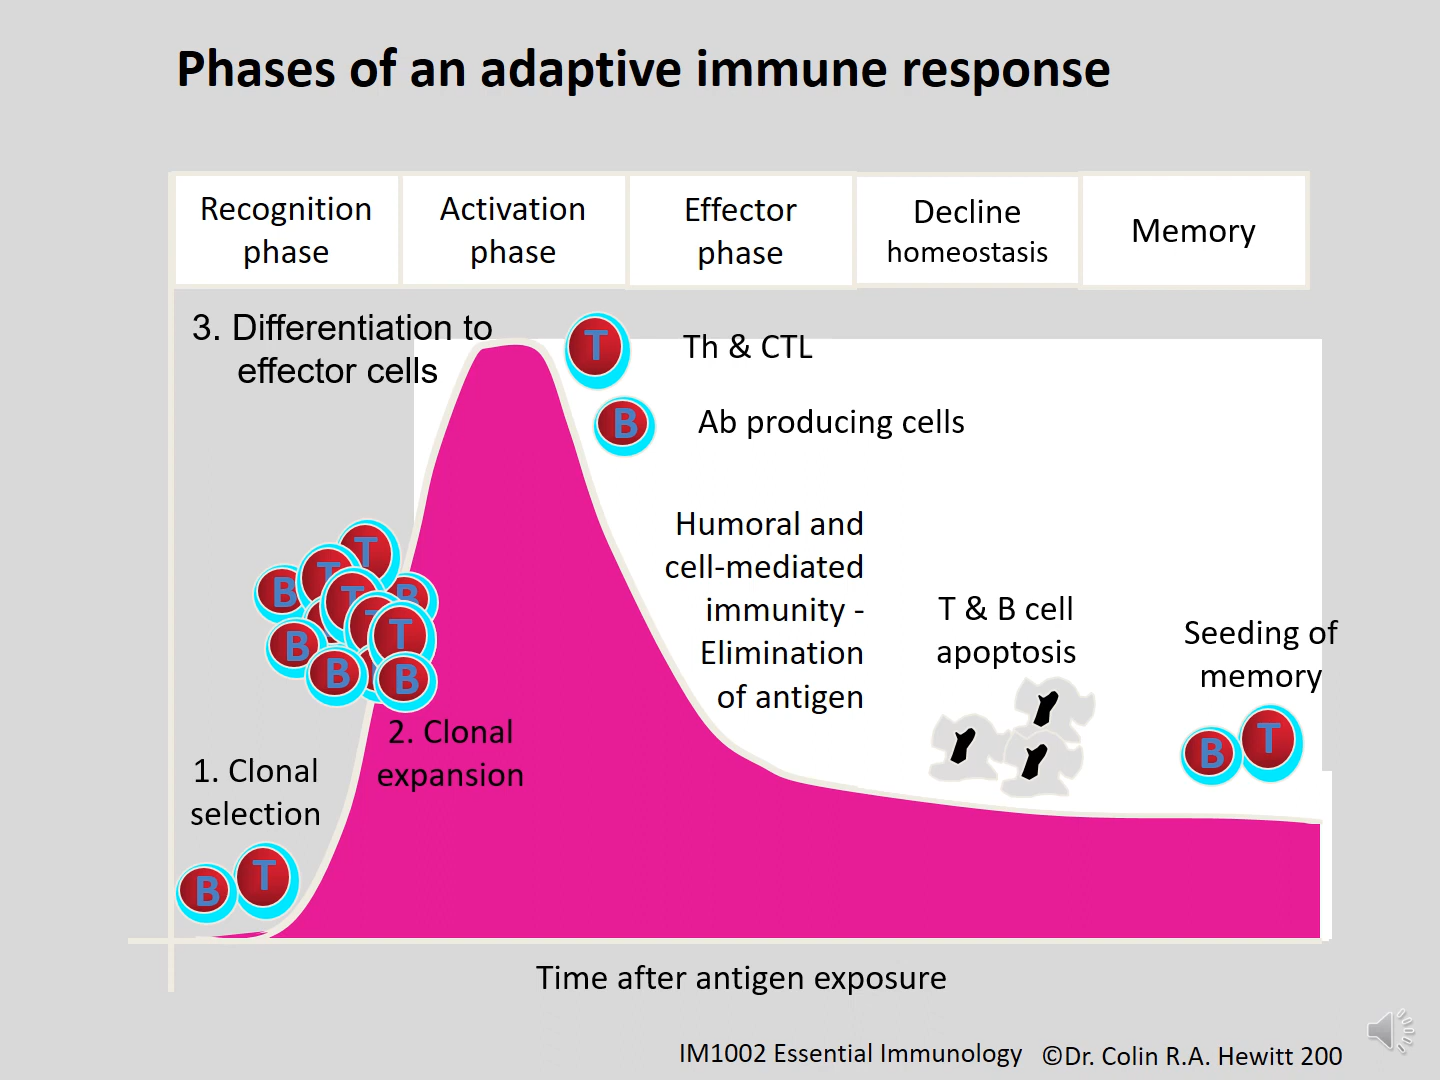 Phases of an adaptive immune response
Recognition
phase
Activation
phase
Effector
phase
Decline
homeostasis
Memory
3. Differentiation to
effector cells
T
Th & CTL
B
Ab producing cells
Humoral and
cell-mediated
immunity -
Elimination
of antigen
T & B cell
apoptosis
Seeding of
memory
B
T
T
T
B
T
B
T
T
B
B
B
2. Clonal
expansion
1. Clonal
selection
B
T
Time after antigen exposure
IM1002 Essential Immunology
©Dr. Colin R.A. Hewitt 200